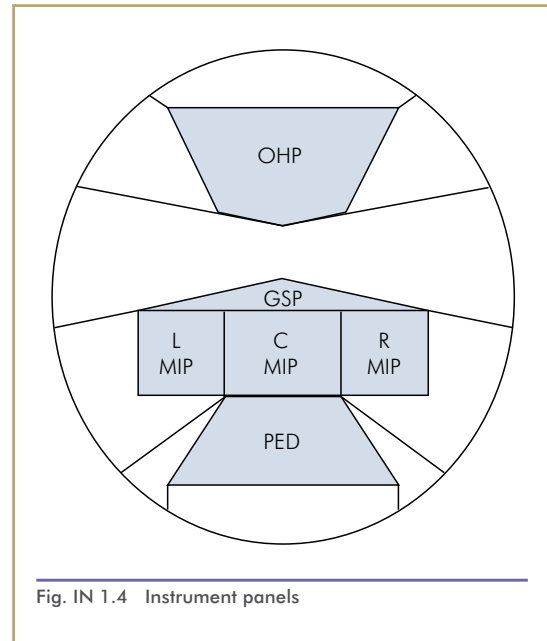 OHP
GSP
L
MIP
C
MIP
R
MIP
PED
Fig. IN 1.4 Instrument panels